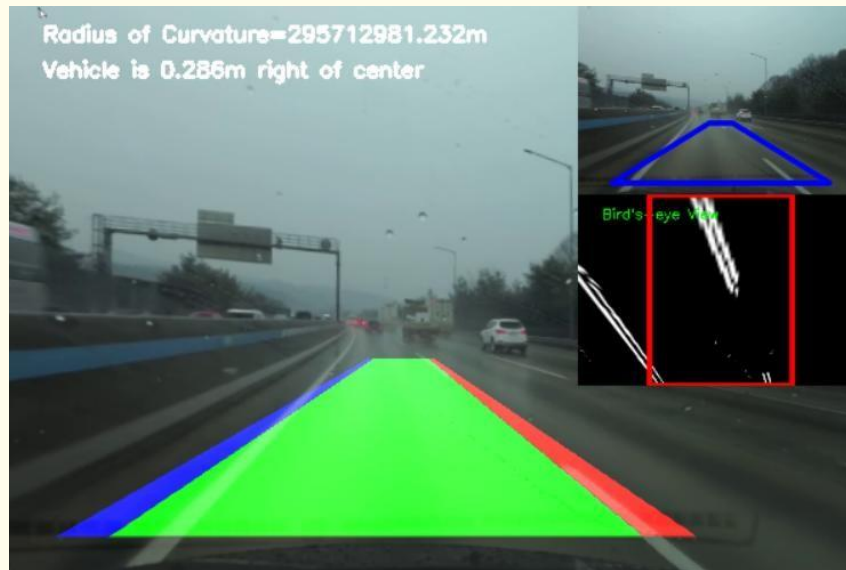 Radius of Curvature=295712981.232m
Vehicle is 0.286m right of center
Bird's-eye View